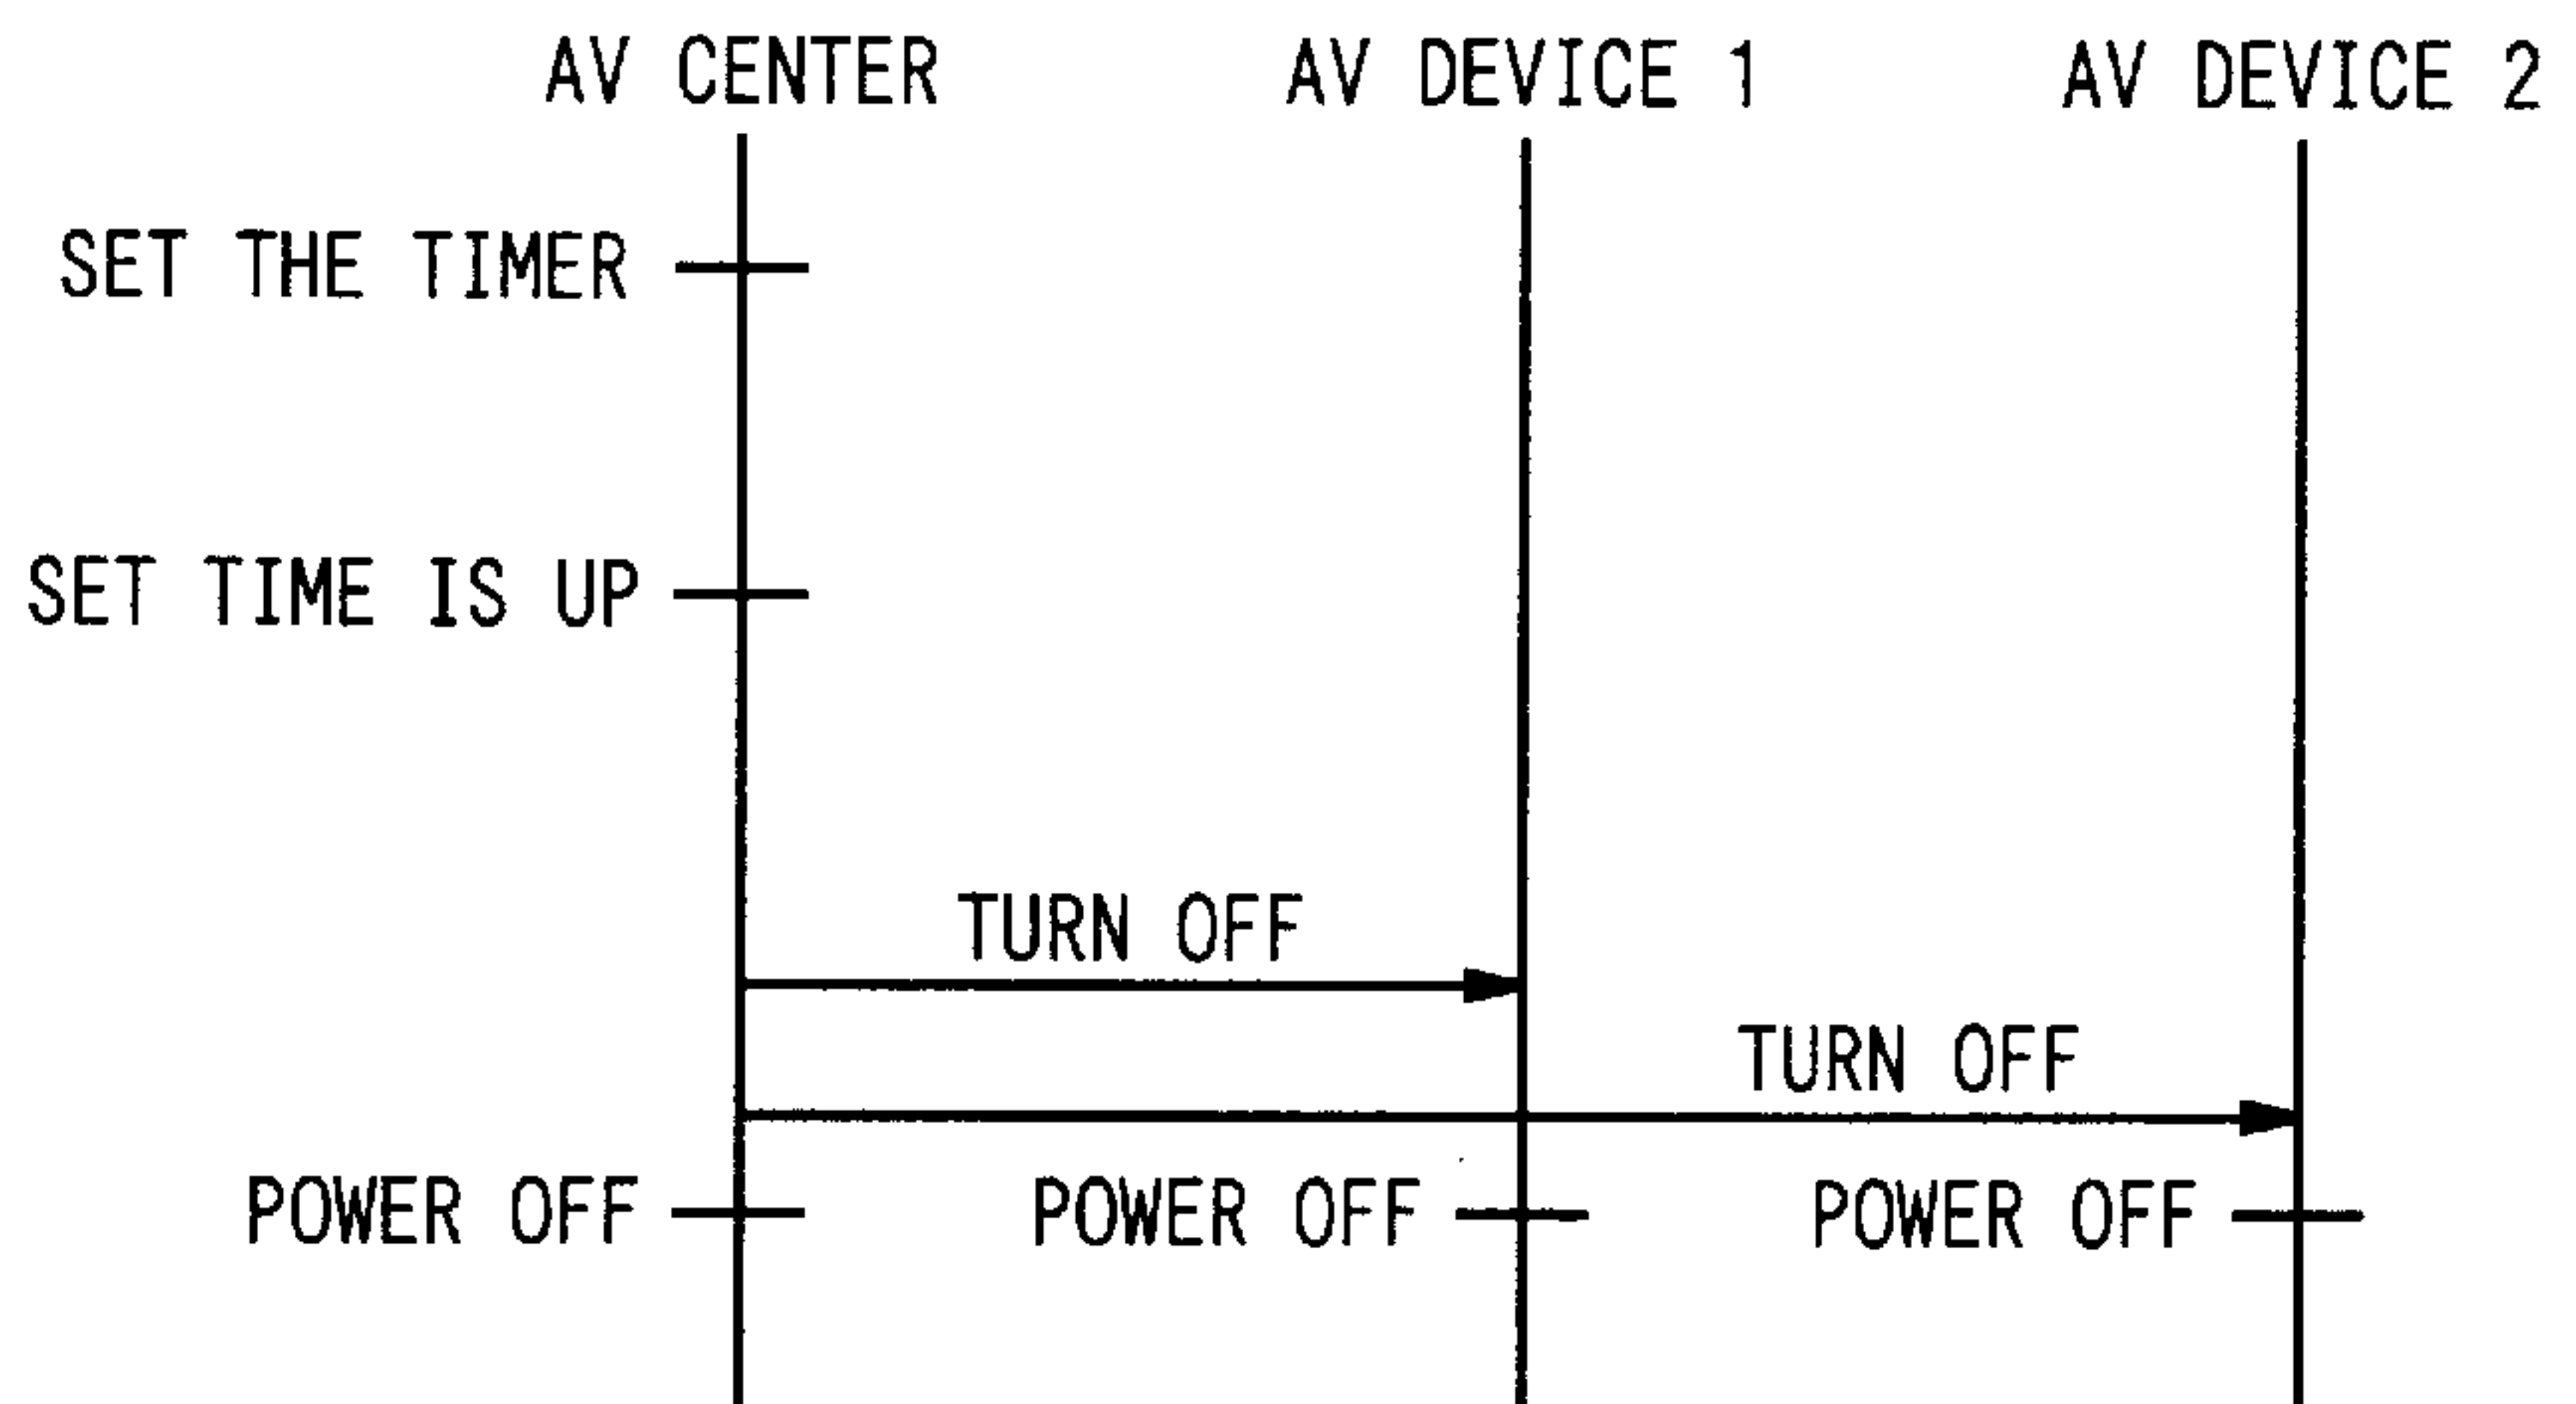 AV CENTER AV DEVICE 1 AV DEVICE 2
SET THE TIMER
SET TIME IS UP
TURN OFF
TURN OFF
POWER OFF POWER OFF POWER OFF